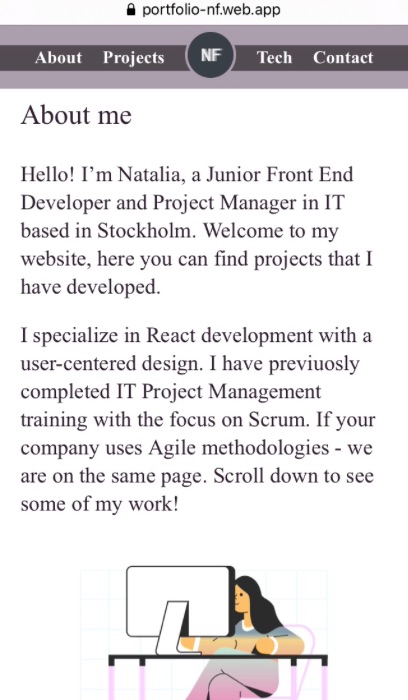 portfolio-nf.web.app
About Projects NF Tech Contact
About me
Hello! I’m Natalia, a Junior Front End
Developer and Project Manager in IT
based in Stockholm. Welcome to my
website, here you can find projects that I
have developed.
I specialize in React development with a
user-centered design. I have previuosly
completed IT Project Management
training with the focus on Scrum. If your
company uses Agile methodologies - we
are on the same page. Scroll down to see
some of my work!